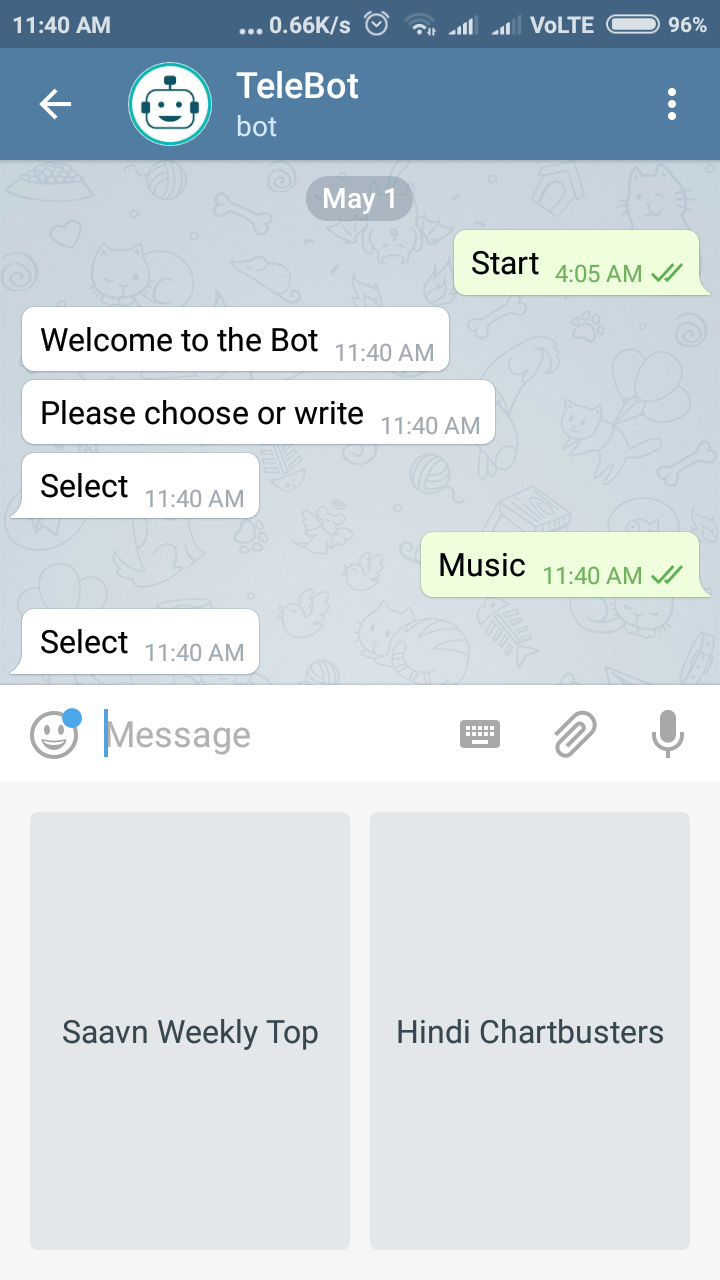 11:40 AM ... 0.66K/s VoLTE 96%
TeleBot
bot
May 1
Start 4:05 AM
Welcome to the Bot 11:40 AM
Please choose or write 11:40 AM
Select 11:40 AM
Music 11:40 AM
Select 11:40 AM
Message
Saavn Weekly Top
Hindi Chartbusters